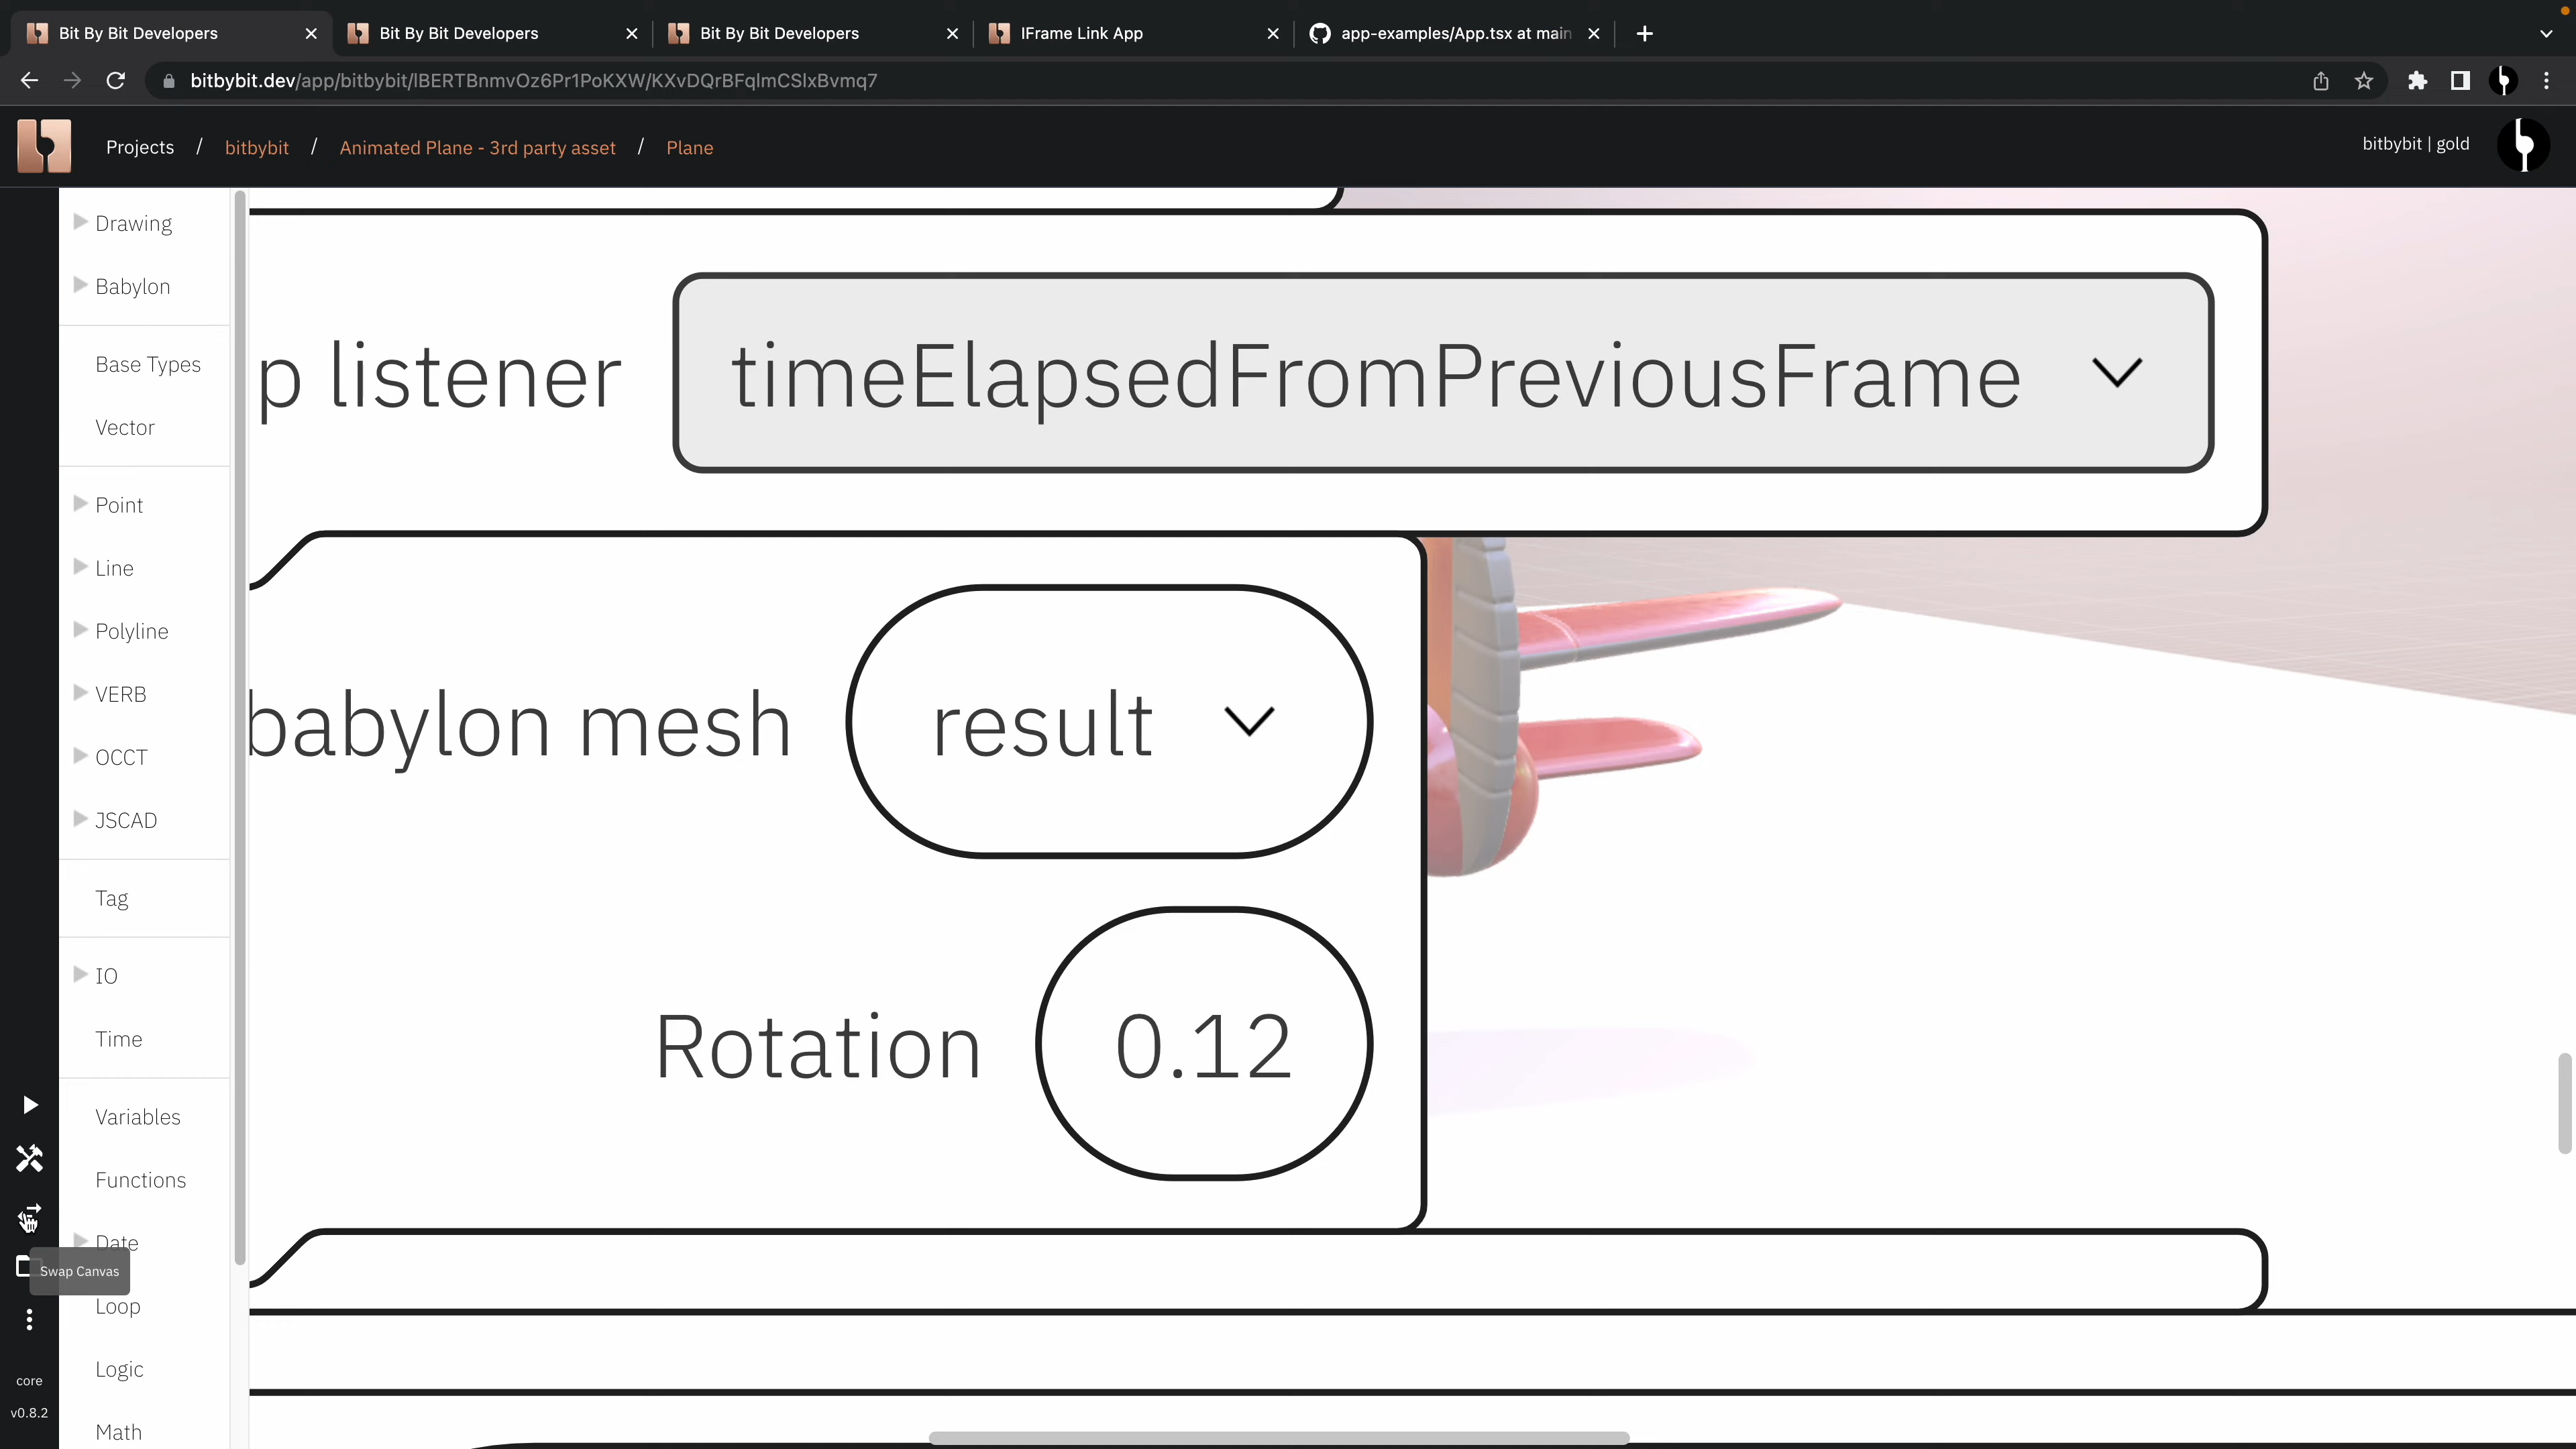 Bit By Bit Developers
Bit By Bit Developers
Bit By Bit Developers
IFrame Link App
app-examples/App.tsx at main
bitbybit.dev/app/bitbybit/lBERTBnmvOz6Pr1PoKXW/KXvDQrBFqlmCSlxBvmq7
Projects / bitbybit / Animated Plane - 3rd party asset / Plane
bitbybit | gold
Drawing
Babylon
Base Types
Vector
Point
Line
Polyline
VERB
OCCT
JSCAD
Tag
IO
Time
Variables
Functions
Date
Swap Canvas
Loop
Logic
Math
core
v0.8.2
p listener timeElapsedFromPreviousFrame
babylon mesh result
Rotation 0.12